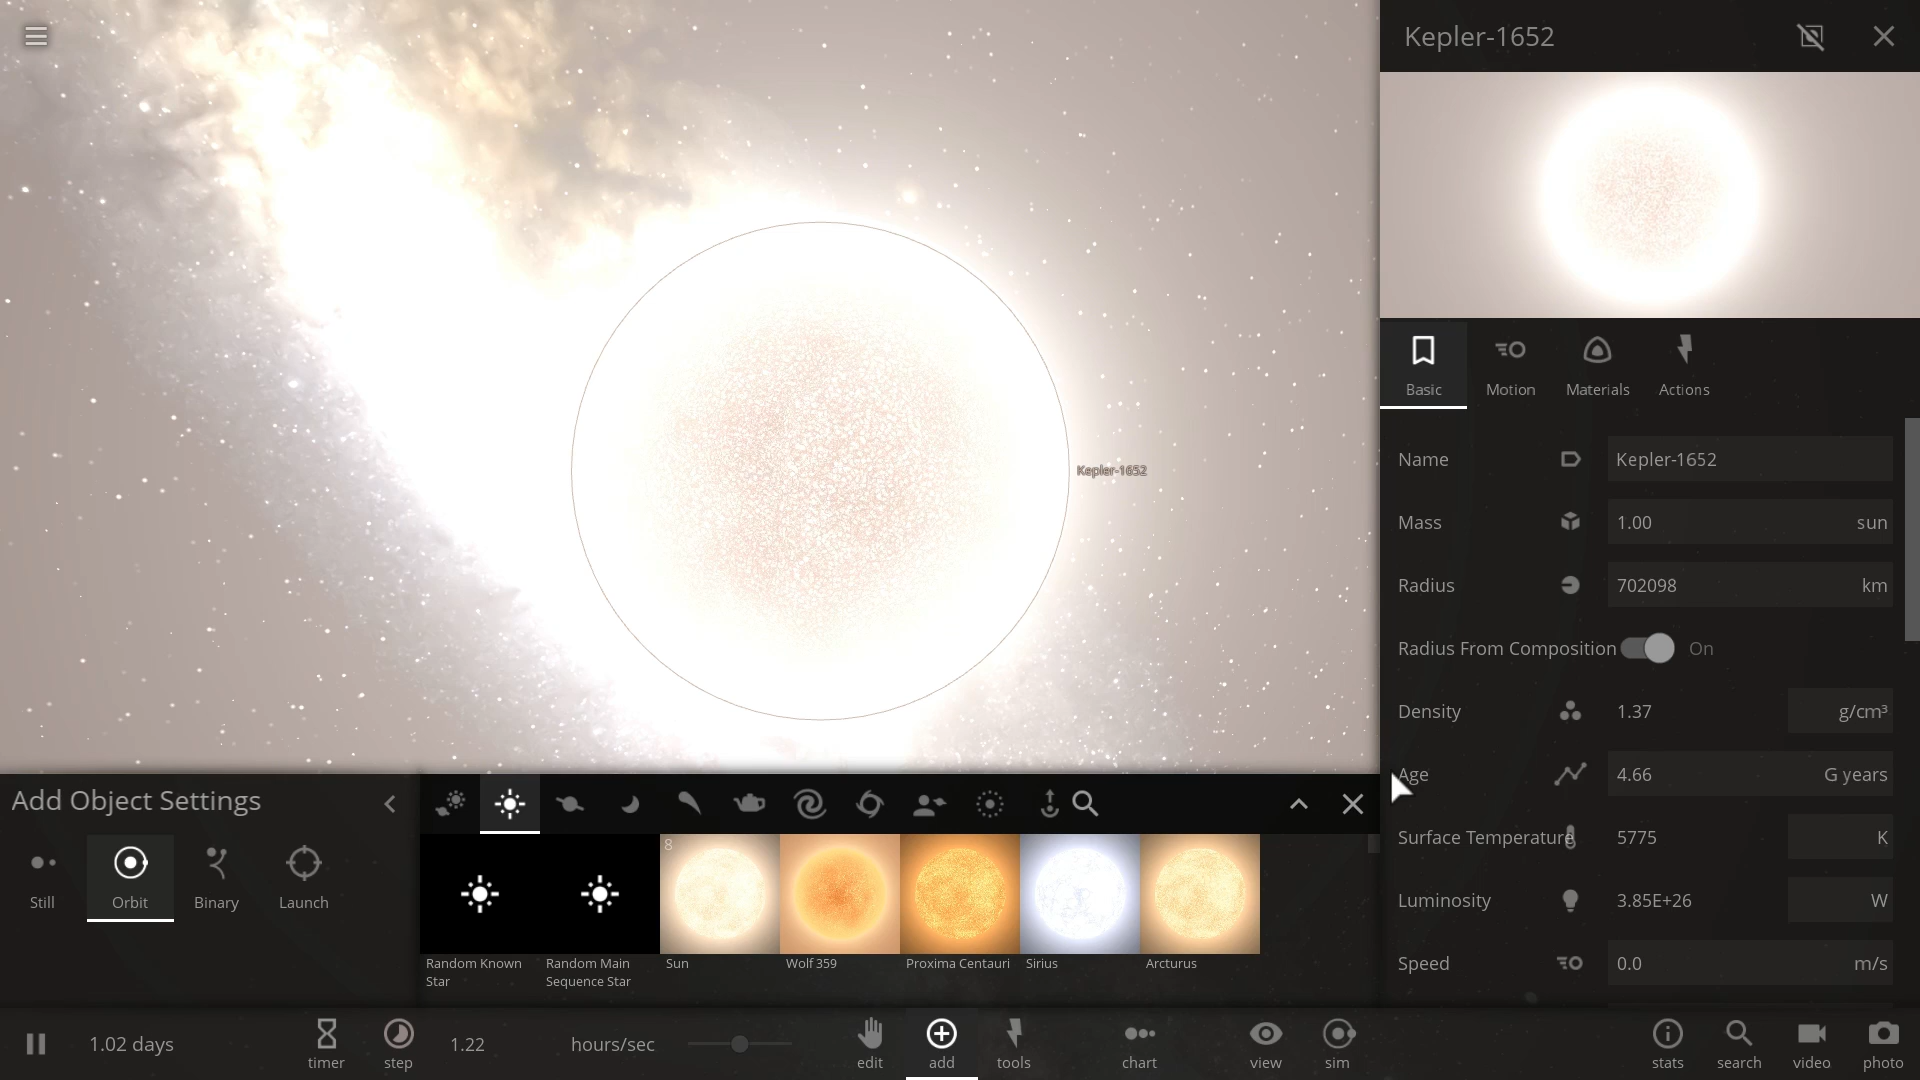 Kepler-1652
Kepler-1652
Basic
Motion
Materials
Actions
Name
Kepler-1652
Mass
1.00
sun
Radius
702098
km
Radius From Composition
On
Density
1.37
g/cm³
Age
4.66
G years
Surface Temperature
5775
K
Luminosity
3.85E+26
W
Speed
0.0
m/s
Add Object Settings
Still
Orbit
Binary
Launch
8
Random Known
Star
Random Main
Sequence Star
Sun
Wolf 359
Proxima Centauri
Sirius
Arcturus
1.02 days
timer
step
1.22
hours/sec
edit
add
tools
chart
view
sim
stats
search
video
photo